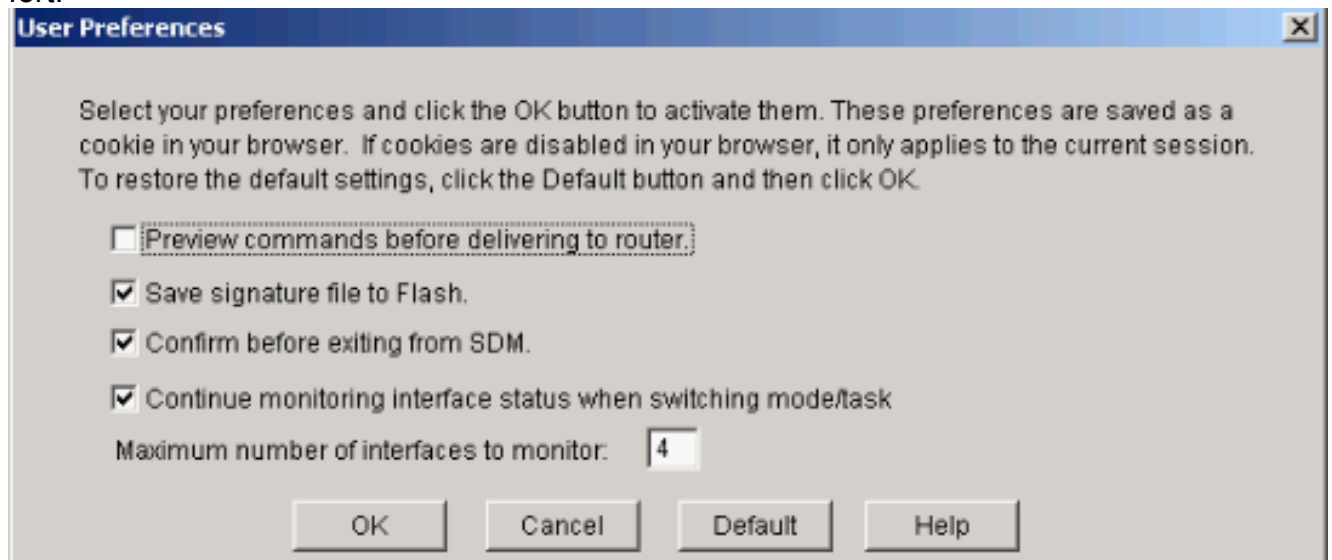 User Preferences
Select your preferences and click the OK button to activate them. These preferences are saved as a
cookie in your browser. If cookies are disabled in your browser, it only applies to the current session.
To restore the default settings, click the Default button and then click OK.
Preview commands before delivering to router.
Save signature file to Flash.
Confirm before exiting from SDM.
Continue monitoring interface status when switching mode/task
Maximum number of interfaces to monitor: 4
OK Cancel Default Help